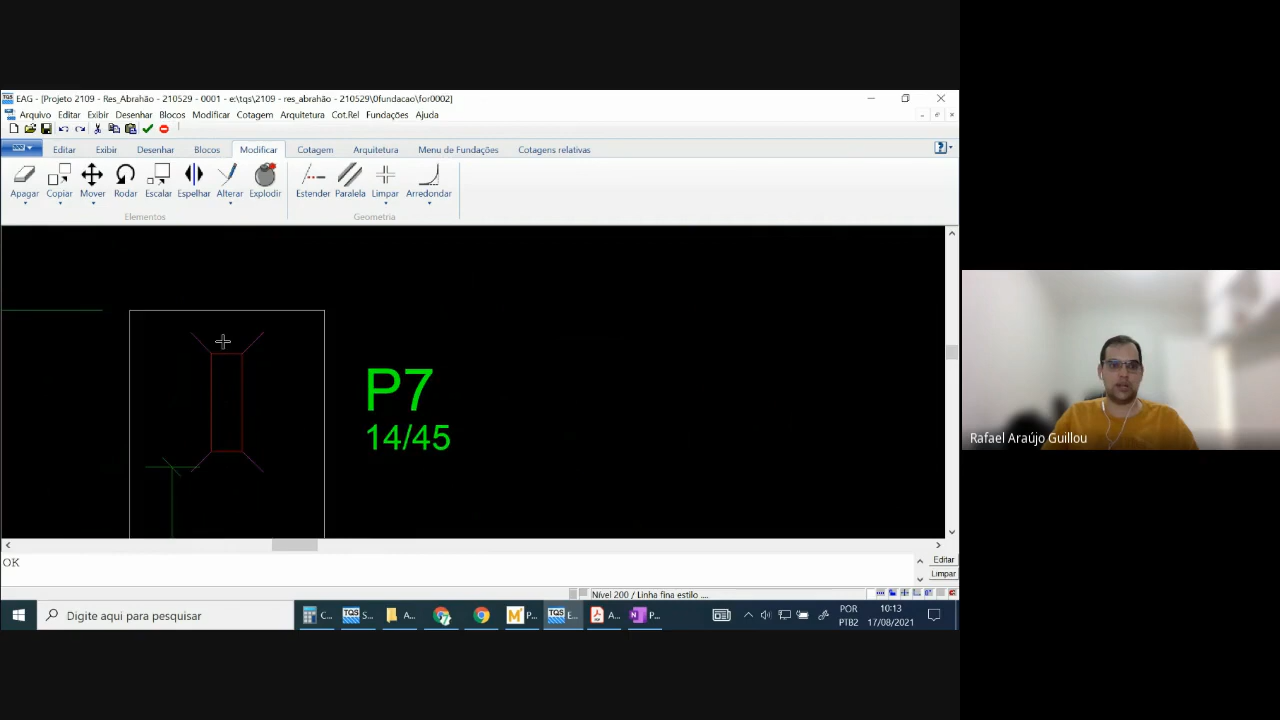 EAG - [Projeto 2109 - Res_Abrahão - 210529 - 0001 - e:\tqs\2109 - res_abrahão - 210529\0fundacao\for0002]
Arquivo Editar Exibir Desenhar Blocos Modificar Cotagem Arquitetura Cot.Rel Fundações Ajuda
Editar Exibir Desenhar Blocos Modificar Cotagem Arquitetura Menu de Fundações Cotagens relativas
Apagar Copiar Mover Rodar Escalar Espelhar Alterar Explodir Estender Paralela Limpar Arredondar
Elementos Geometria
P7
14/45
Rafael Araújo Guillou
OK
Editar
Limpar
Nível 200 / Linha fina estilo ....
Digite aqui para pesquisar
C... TQS S... A... P... TQS E... A... P...
POR
PTB2
10:13
17/08/2021